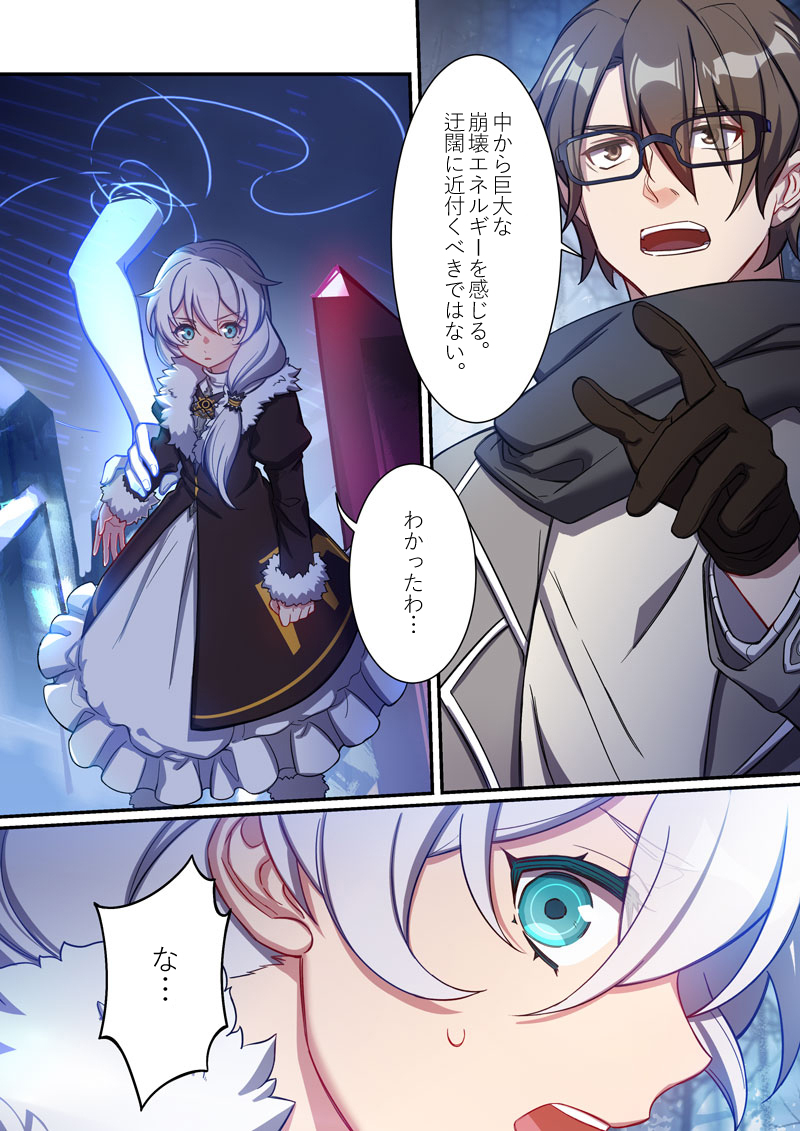 中から巨大な
崩壊エネルギーを感じる。
迂闊に近付くべきではない。
わかったわ…
な…